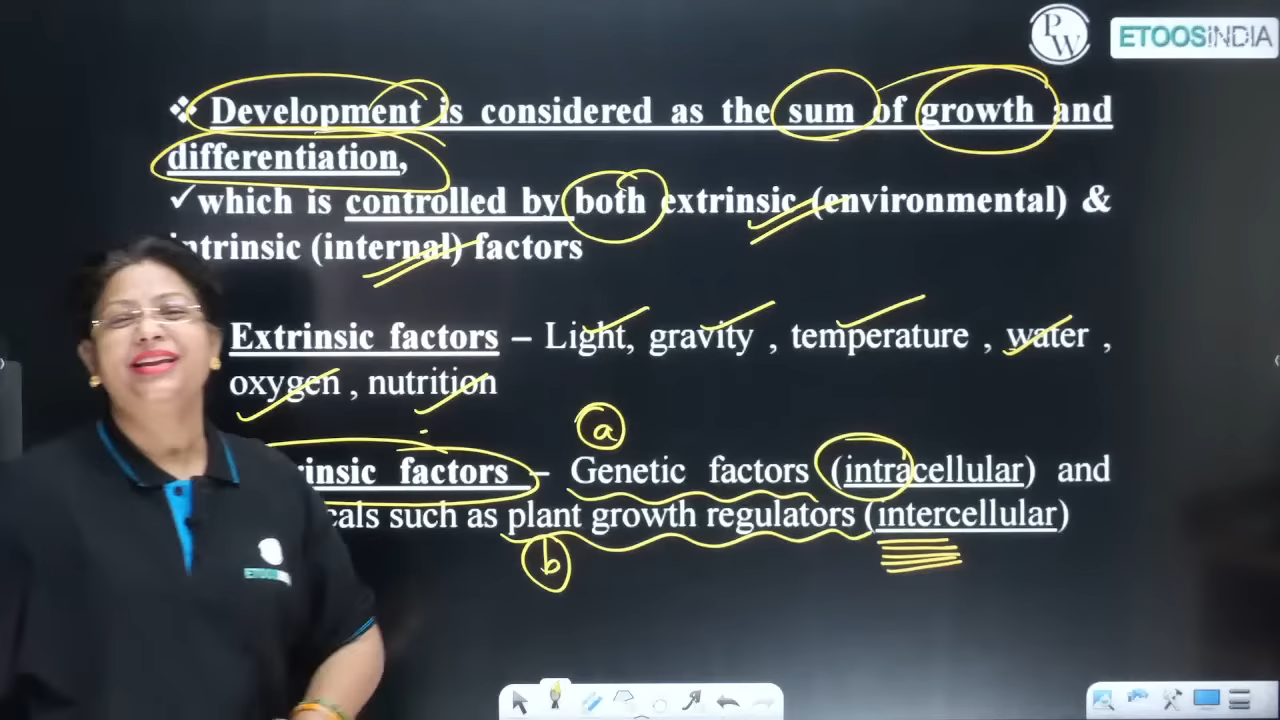 PW
ETOOSINDIA
❖ Development is considered as the sum of growth and
differentiation,
✓which is controlled by both extrinsic (environmental) &
intrinsic (internal) factors
Extrinsic factors – Light, gravity , temperature , water ,
oxygen , nutrition
a
insic factors – Genetic factors (intracellular) and
cals such as plant growth regulators (intercellular)
b